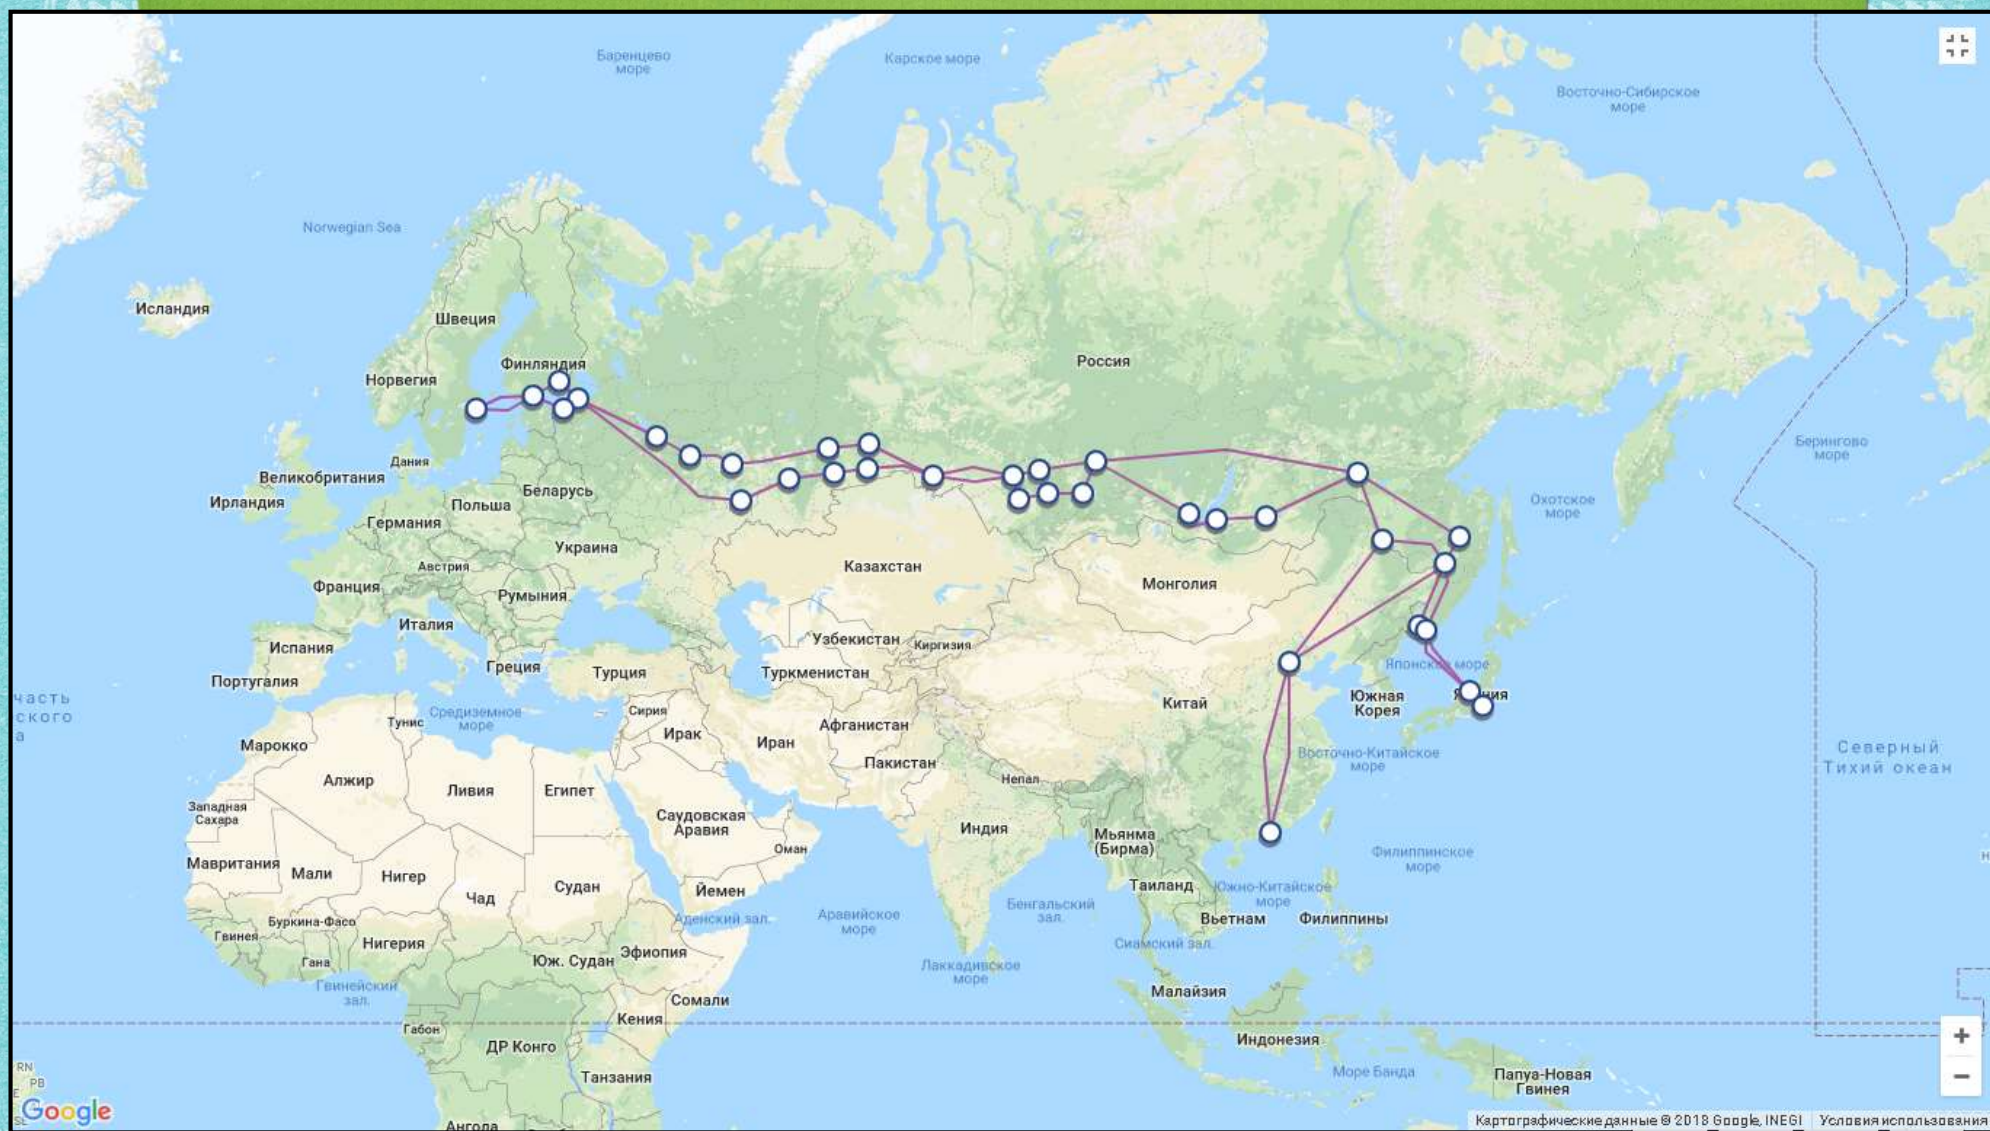 Баренцево
море
Карское море
Восточно-Сибирское
море
Norwegian Sea
Исландия
Швеция
Финляндия
Норвегия
Россия
Берингово
море
Дания
Великобритания
Ирландия
Беларусь
Польша
Германия
Охотское
море
Украина
Австрия
Казахстан
Монголия
Франция
Румыния
Италия
Узбекистан
Киргизия
Испания
Греция
Турция
Туркменистан
Японское море
Португалия
Южная
Корея
Япония
Китай
часть
ского
а
Сирия
Средиземное
море
Тунис
Афганистан
Ирак
Иран
Марокко
Восточно-Китайское
море
Северный
Тихий океан
Пакистан
Непал
Алжир
Ливия
Египет
Западная
Сахара
Саудовская
Аравия
Индия
Мьянма
(Бирма)
Оман
Филиппинское
море
Мавритания
Мали
Нигер
Чад
Судан
Йемен
Таиланд
Южно-Китайское
море
Бенгальский
зал.
Аравийское
море
Аденский зал.
Вьетнам
Филиппины
Буркина-Фасо
Гвинея
Нигерия
Сиамский зал.
Эфиопия
Гана
Юж. Судан
Лаккадивское
море
Гвинейский
зал.
Малайзия
Сомали
Кения
Габон
ДР Конго
Индонезия
Танзания
Море Банда
Папуа-Новая
Гвинея
RN
PB
E
Google
Ангола
Картографические данные © 2018 Google, INEGI
Условия использования